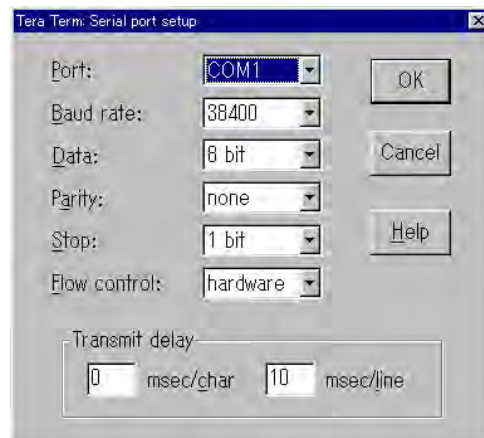 Tera Term: Serial port setup
Port: COM1 OK
Baud rate: 38400
Data: 8 bit Cancel
Parity: none
Stop: 1 bit Help
Flow control: hardware
Transmit delay
0 msec/char 10 msec/line